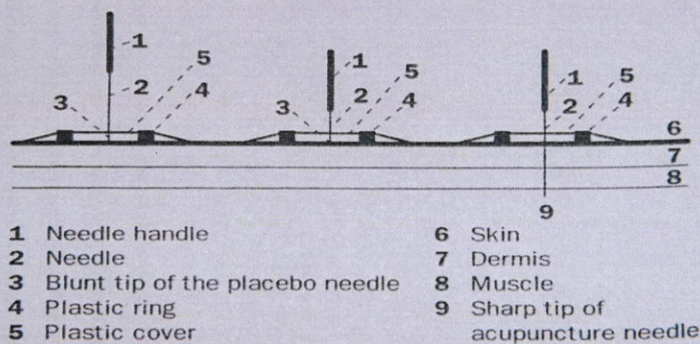 1
2
5
4
3
1
2
5
4
3
1
2
5
4
6
7
8
9
1 Needle handle
2 Needle
3 Blunt tip of the placebo needle
4 Plastic ring
5 Plastic cover
6 Skin
7 Dermis
8 Muscle
9 Sharp tip of
acupuncture needle